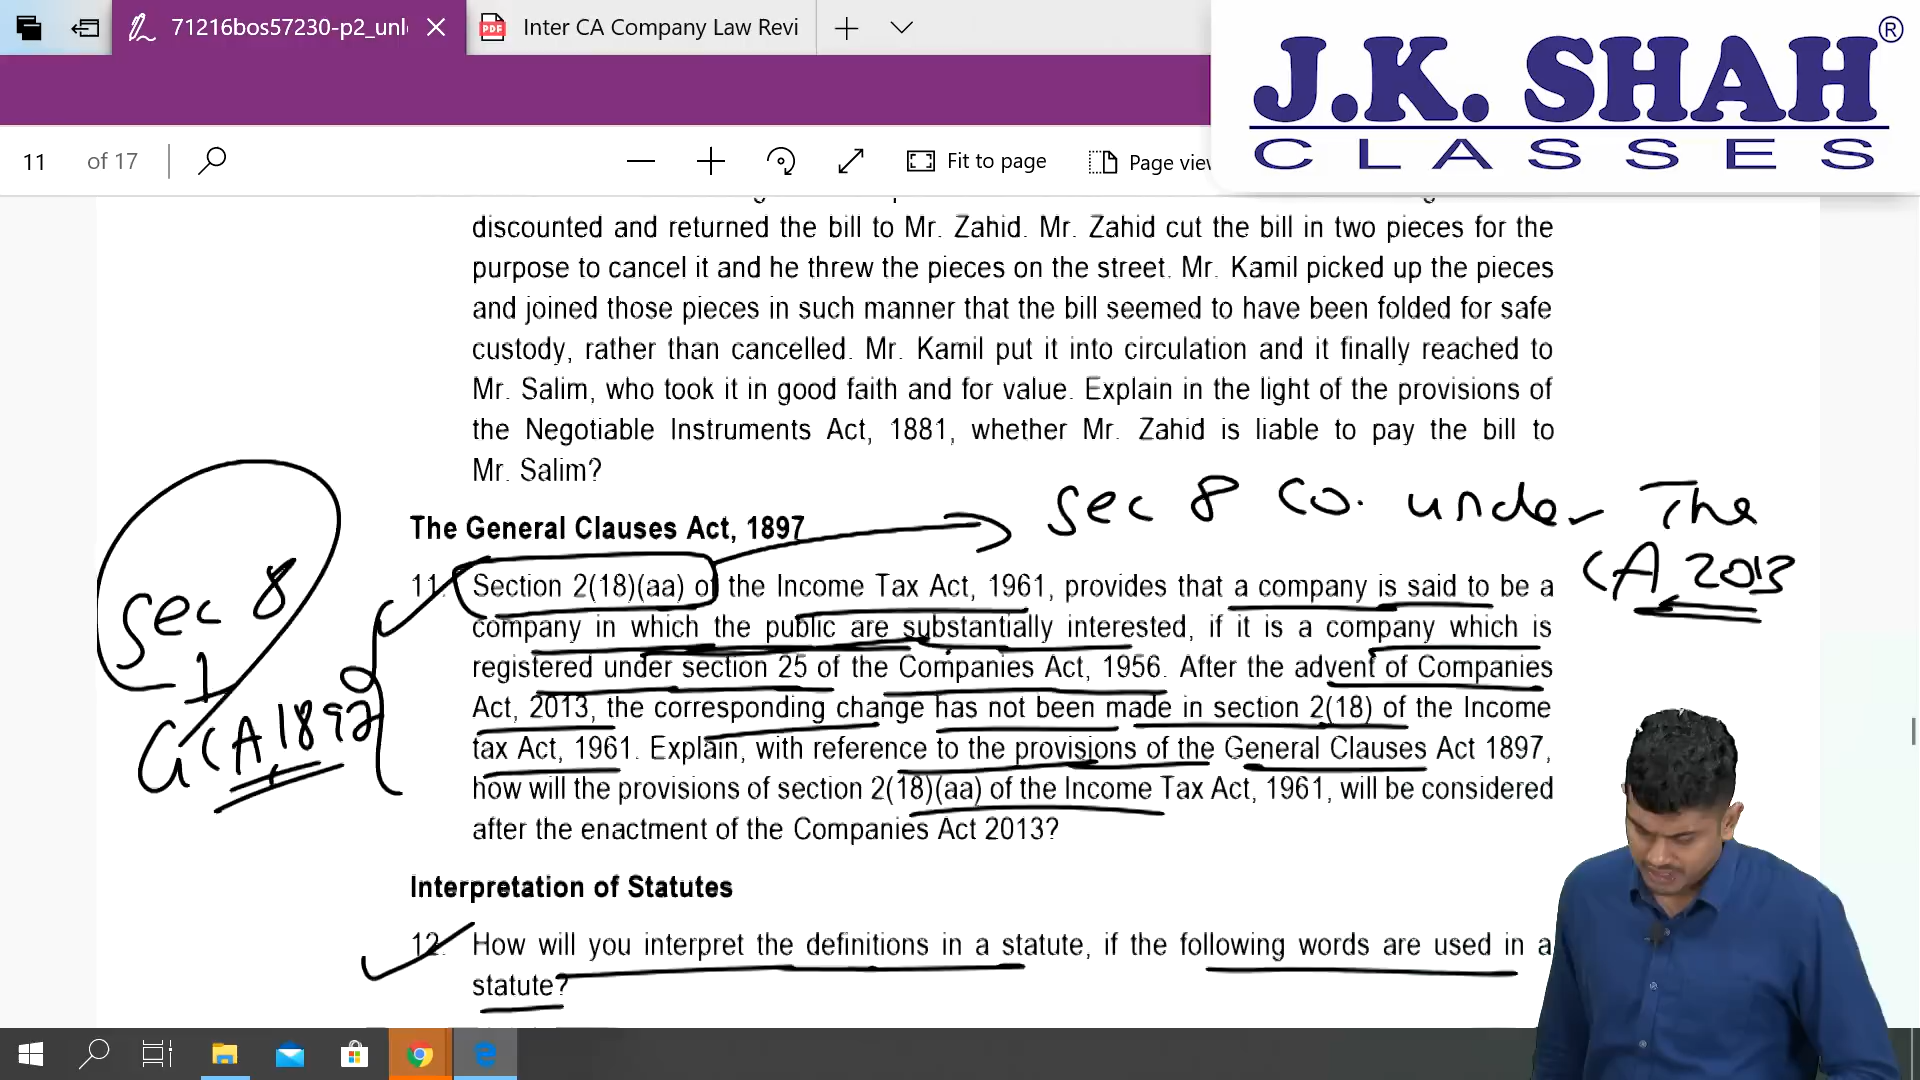 71216bos57230-p2_unl
Inter CA Company Law Revi
J.K. SHAH®
CLASSES
11 of 17
Fit to page
Page view
discounted and returned the bill to Mr. Zahid. Mr. Zahid cut the bill in two pieces for the
purpose to cancel it and he threw the pieces on the street. Mr. Kamil picked up the pieces
and joined those pieces in such manner that the bill seemed to have been folded for safe
custody, rather than cancelled. Mr. Kamil put it into circulation and it finally reached to
Mr. Salim, who took it in good faith and for value. Explain in the light of the provisions of
the Negotiable Instruments Act, 1881, whether Mr. Zahid is liable to pay the bill to
Mr. Salim?
Sec 8 Co. under The
CA 2013
The General Clauses Act, 1897
11. Section 2(18)(aa) of the Income Tax Act, 1961, provides that a company is said to be a
company in which the public are substantially interested, if it is a company which is
registered under section 25 of the Companies Act, 1956. After the advent of Companies
Act, 2013, the corresponding change has not been made in section 2(18) of the Income
tax Act, 1961. Explain, with reference to the provisions of the General Clauses Act 1897,
how will the provisions of section 2(18)(aa) of the Income Tax Act, 1961, will be considered
after the enactment of the Companies Act 2013?
Sec 8
GCA, 1897
Interpretation of Statutes
12. How will you interpret the definitions in a statute, if the following words are used in a
statute?